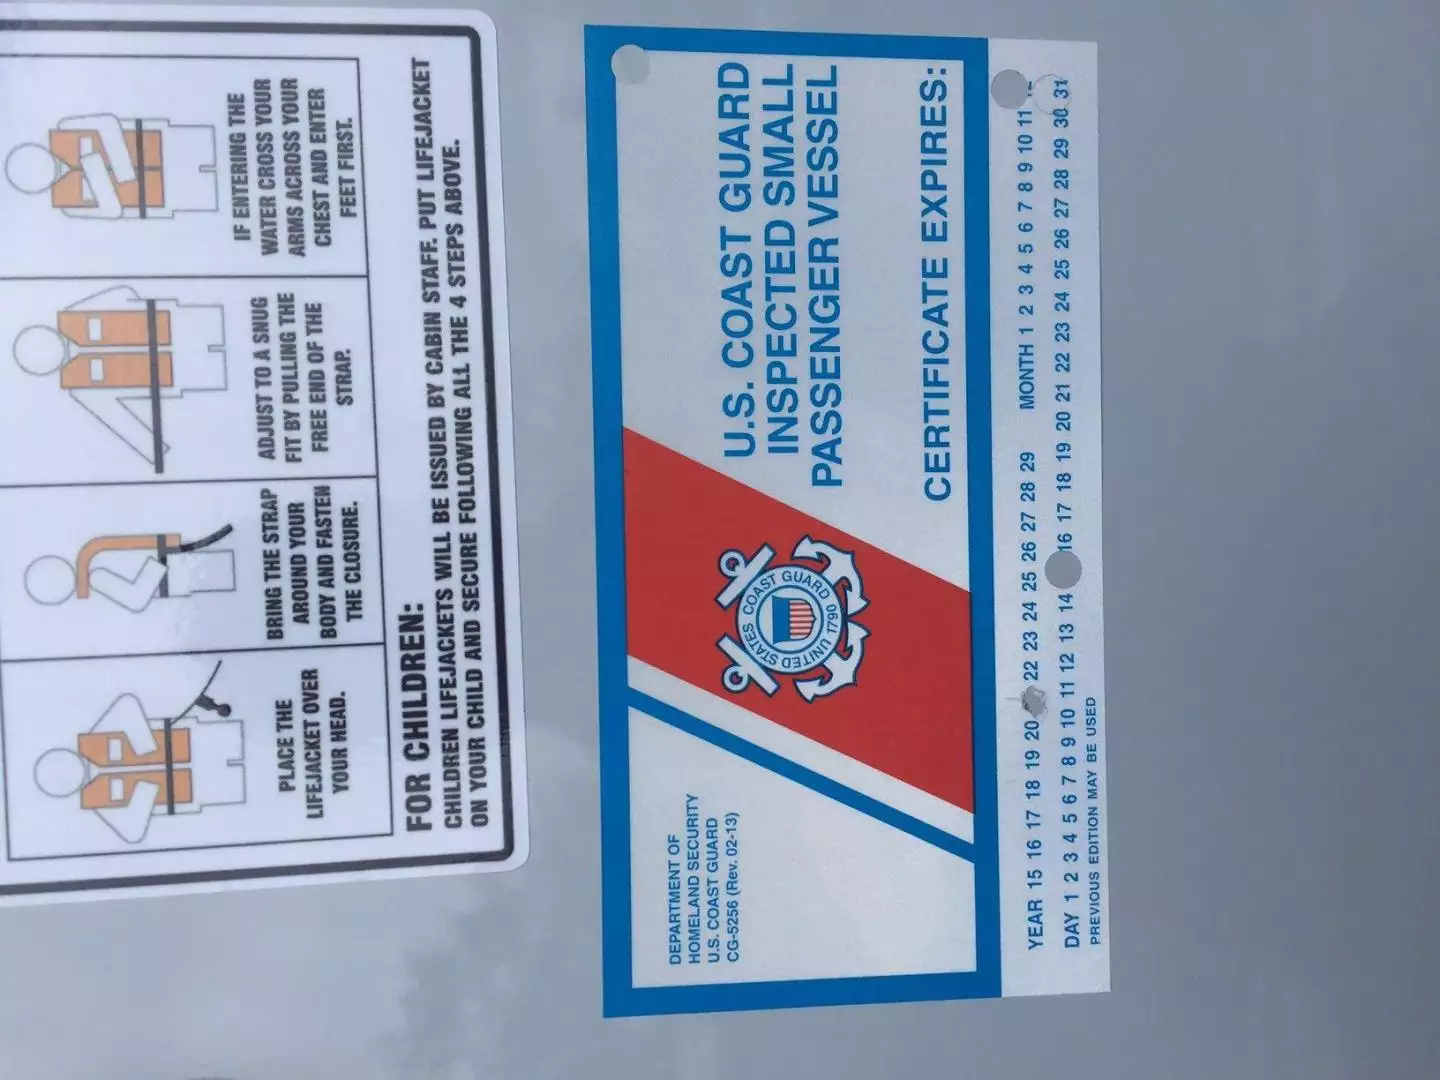 PLACE THE
LIFEJACKET OVER
YOUR HEAD.
BRING THE STRAP
AROUND YOUR
BODY AND FASTEN
THE CLOSURE.
ADJUST TO A SNUG
FIT BY PULLING THE
FREE END OF THE
STRAP.
IF ENTERING THE
WATER CROSS YOUR
ARMS ACROSS YOUR
CHEST AND ENTER
FEET FIRST.
FOR CHILDREN:
CHILDREN LIFEJACKETS WILL BE ISSUED BY CABIN STAFF. PUT LIFEJACKET
ON YOUR CHILD AND SECURE FOLLOWING ALL THE 4 STEPS ABOVE.
U.S. COAST GUARD
INSPECTED SMALL
PASSENGER VESSEL
CERTIFICATE EXPIRES:
UNITED STATES COAST GUARD
1790
DEPARTMENT OF
HOMELAND SECURITY
U.S. COAST GUARD
CG-5256 (Rev. 02-13)
YEAR 15 16 17 18 19 20 22 23 24 25 26 27 28 29 MONTH 1 2 3 4 5 6 7 8 9 10 11
DAY 1 2 3 4 5 6 7 8 9 10 11 12 13 14 16 17 18 19 20 21 22 23 24 25 26 27 28 29 30 31
PREVIOUS EDITION MAY BE USED